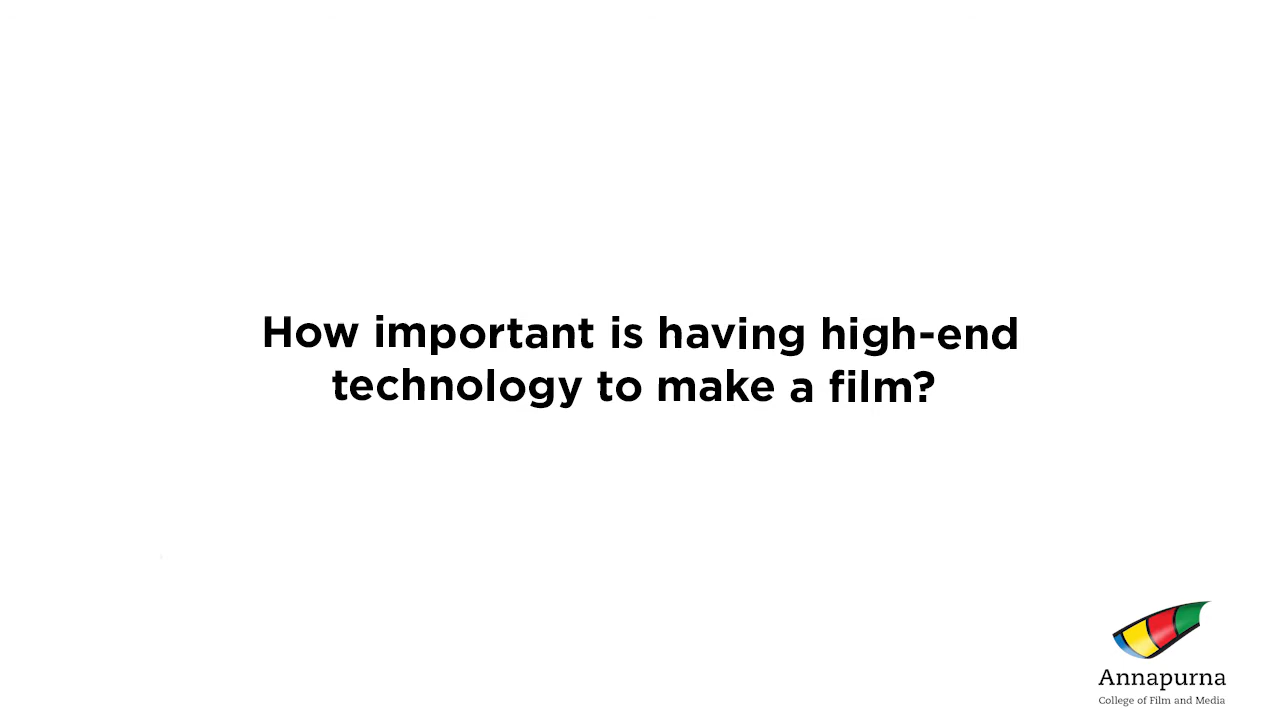 How important is having high-end
technology to make a film?
Annapurna
College of Film and Media